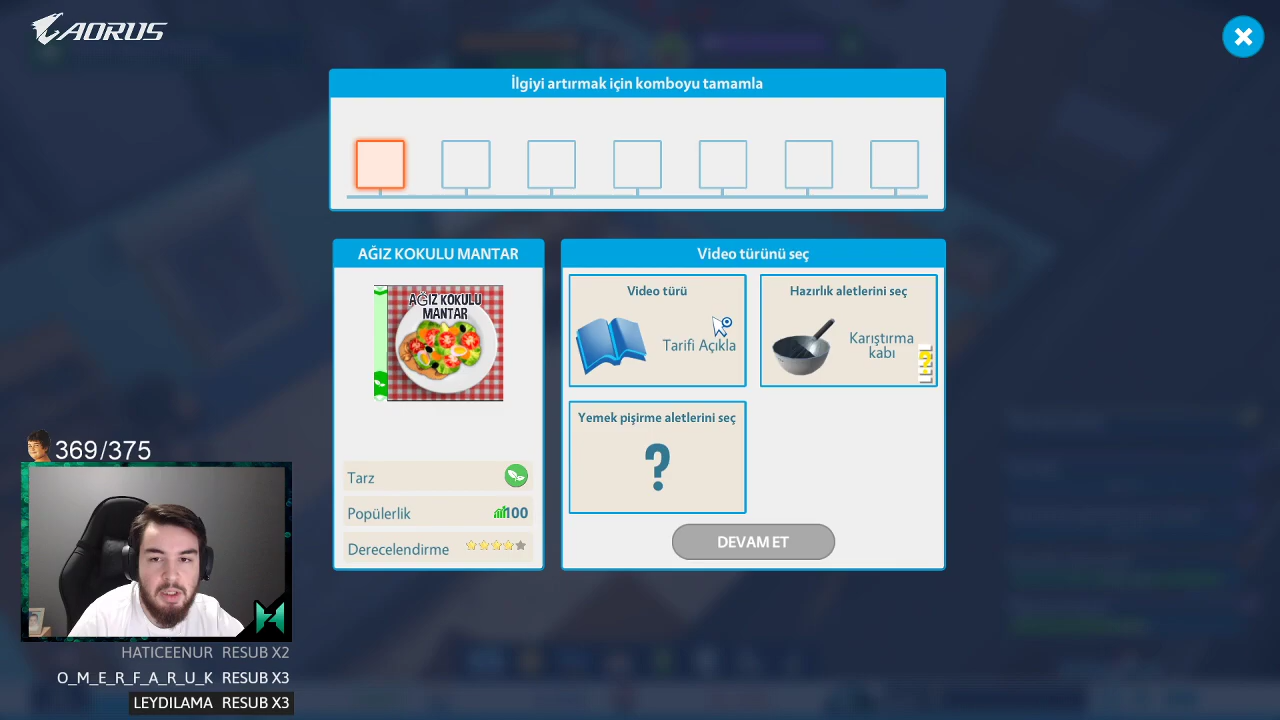 AORUS
İlgiyi artırmak için komboyu tamamla
AĞIZ KOKULU MANTAR
AĞIZ KOKULU
MANTAR
Tarz
Popülerlik
100
Derecelendirme
Video türünü seç
Video türü
Tarifi Açıkla
Hazırlık aletlerini seç
Karıştırma
kabı
?
Yemek pişirme aletlerini seç
?
DEVAM ET
369/375
HATICEENUR RESUB X2
O_M_E_R_F_A_R_U_K RESUB X3
LEYDILAMA RESUB X3